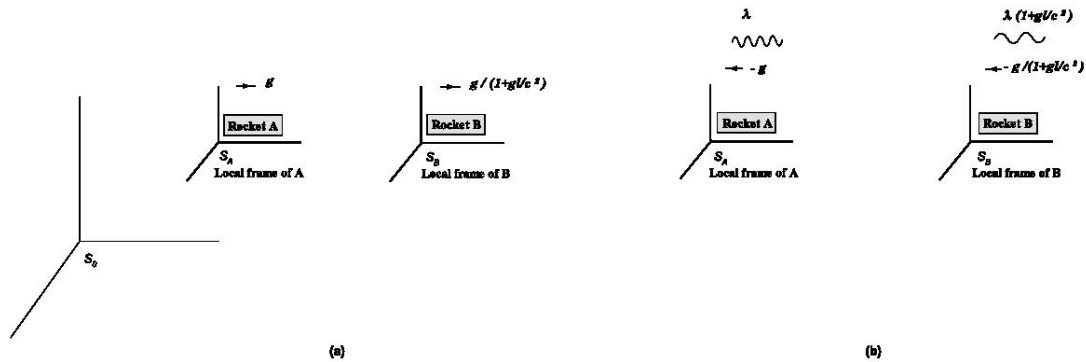 g
g / (1+gl/c ²)
Rocket A
Rocket B
S_A
S_B
Local frame of A
Local frame of B
S_0
(a)
λ
λ (1+gl/c ²)
- g
- g /(1+gl/c ²)
Rocket A
Rocket B
S_A
S_B
Local frame of A
Local frame of B
(b)